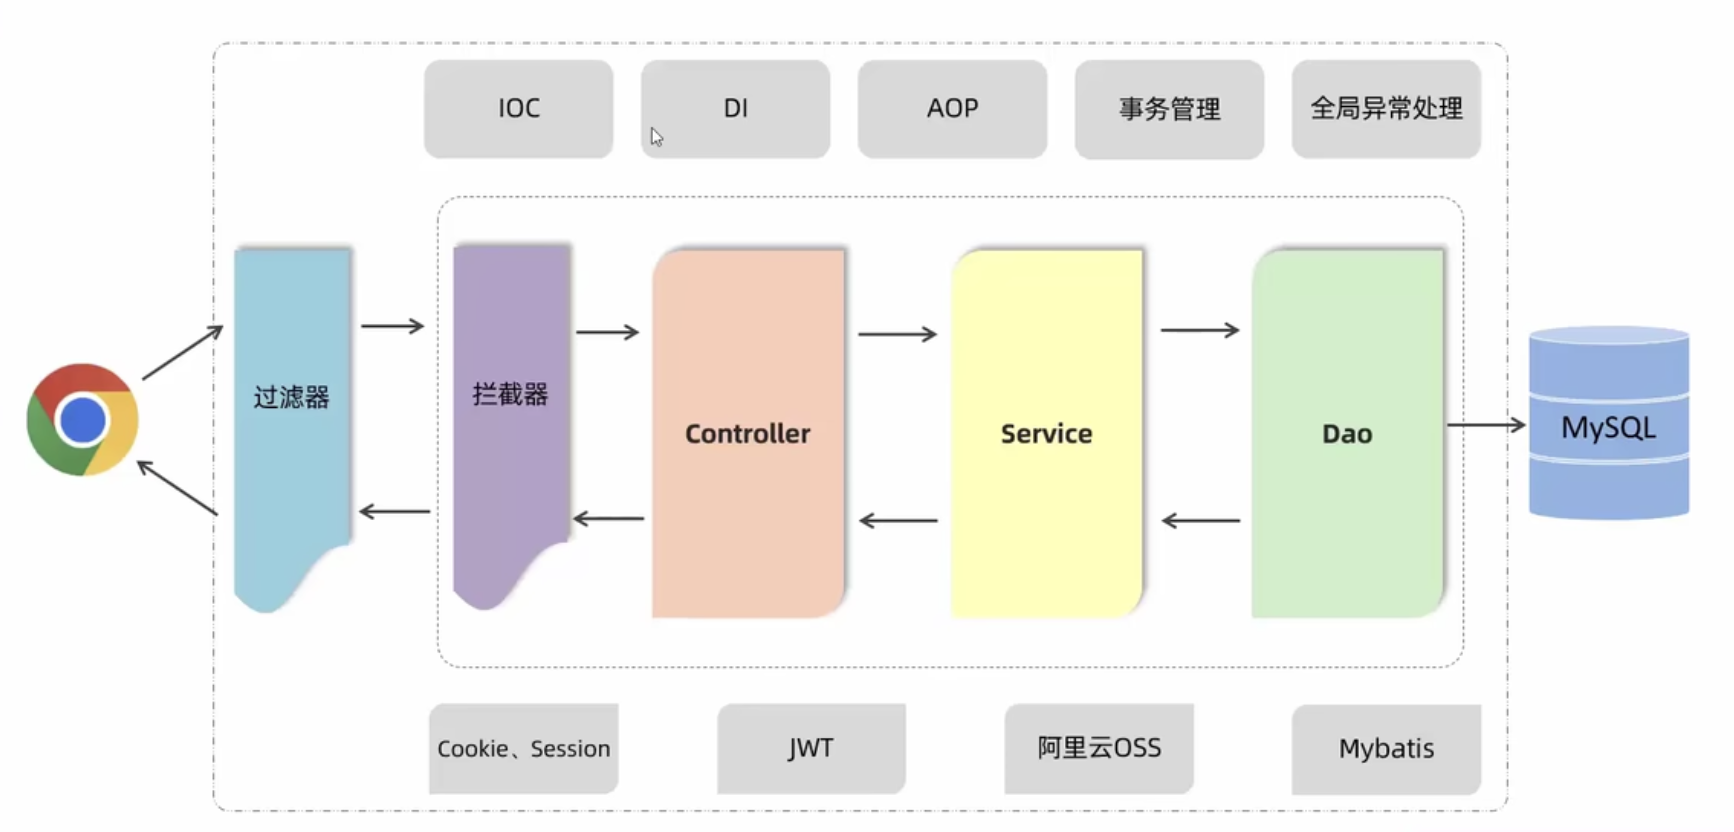 IOC
DI
AOP
事务管理
全局异常处理
过滤器
拦截器
Controller
Service
Dao
MySQL
Cookie、Session
JWT
阿里云OSS
Mybatis